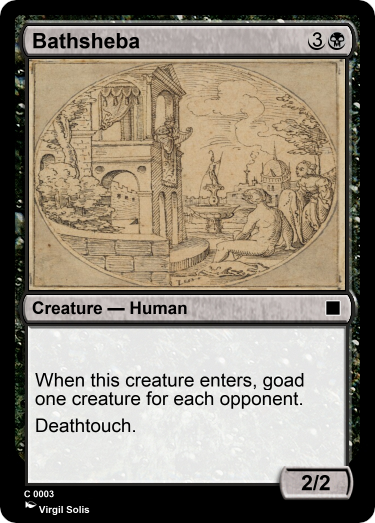 Bathsheba
3
Creature — Human
When this creature enters, goad
one creature for each opponent.
Deathtouch.
2/2
C 0003
Virgil Solis